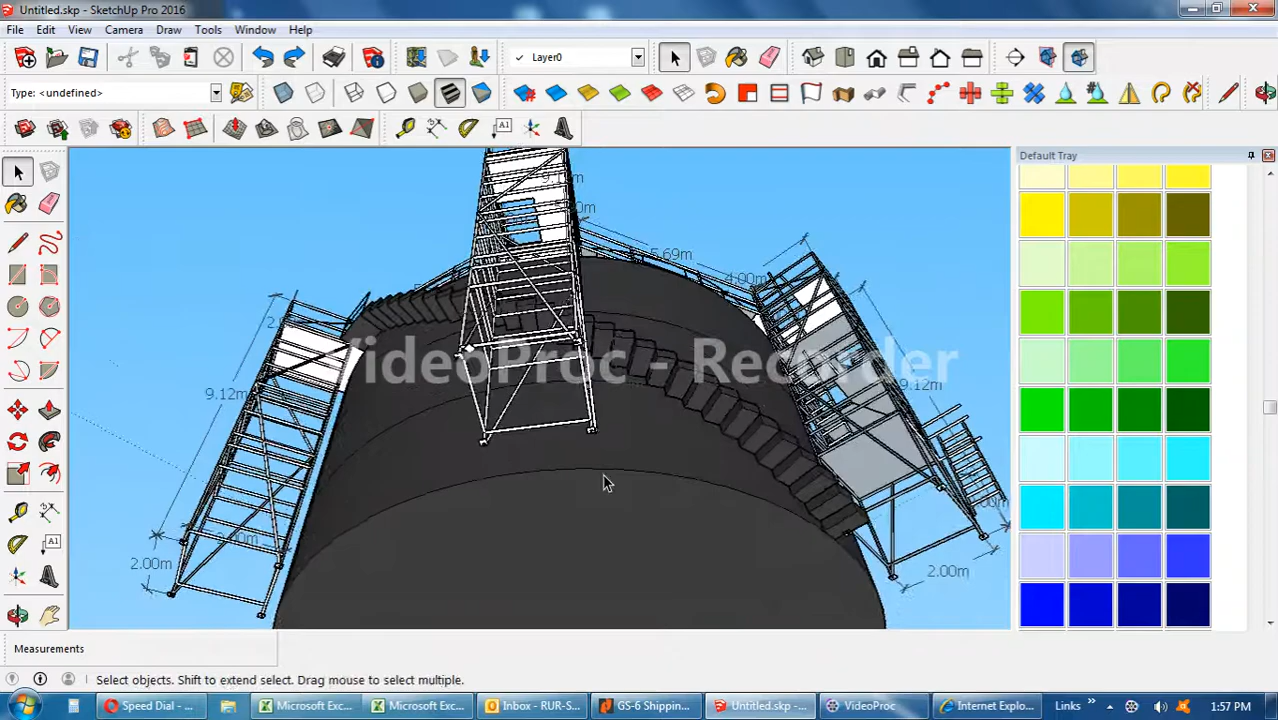 Untitled.skp - SketchUp Pro 2016
File Edit View Camera Draw Tools Window Help
Layer0
Type: <undefined>
A1
Default Tray
5.69m
4.00m
9.12m
9.12m
VideoProc - Recorder
2.00m
2.00m
A1
Measurements
Select objects. Shift to extend select. Drag mouse to select multiple.
Speed Dial - ... Microsoft Exc... Microsoft Exc... Inbox - RUR-S... GS-6 Shippin... Untitled.skp -... VideoProc Internet Explo... Links » 1:57 PM